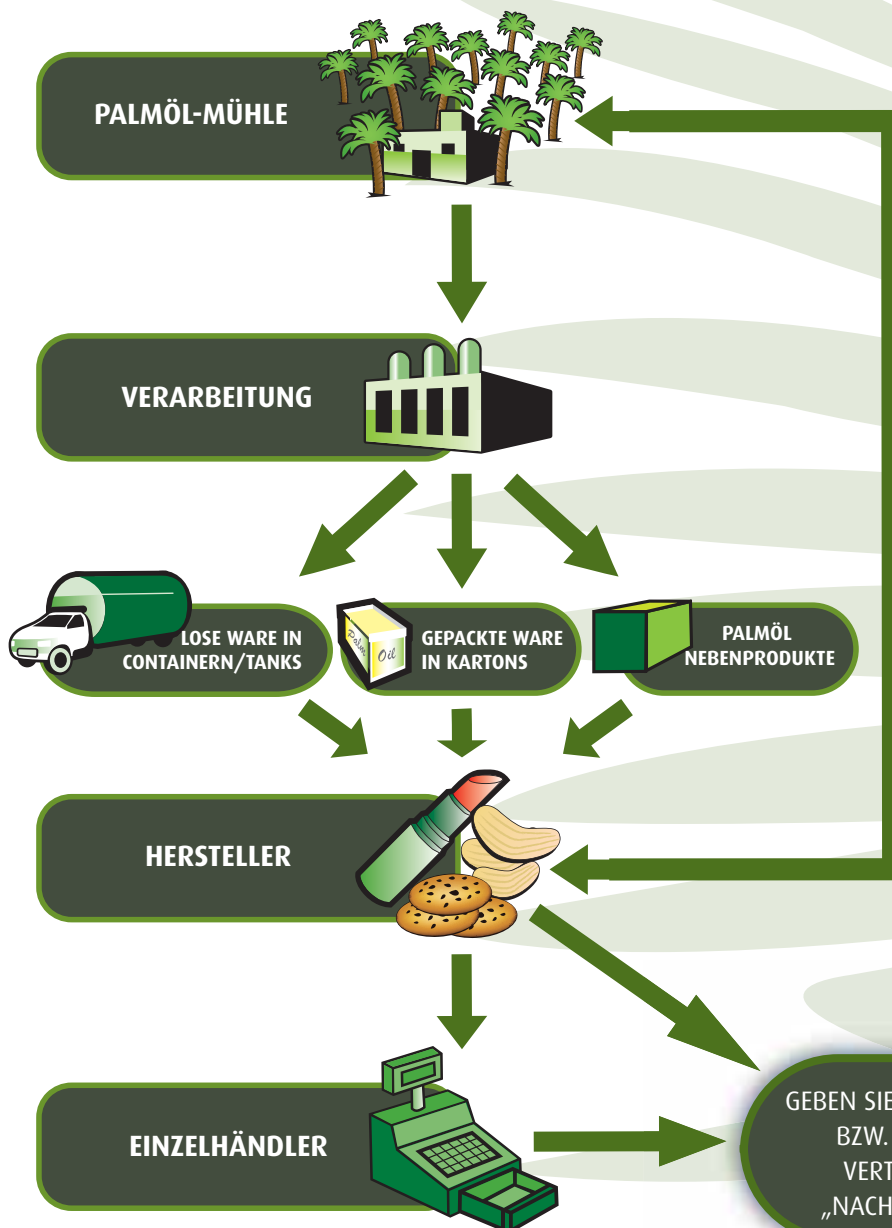 PALMÖL-MÜHLE
VERARBEITUNG
LOSE WARE IN
CONTAINERN/TANKS
Palm
Oil
GEPACKTE WARE
IN KARTONS
PALMÖL
NEBENPRODUKTE
HERSTELLER
EINZELHÄNDLER
GEBEN SIE
BZW.
VERT
„NACH